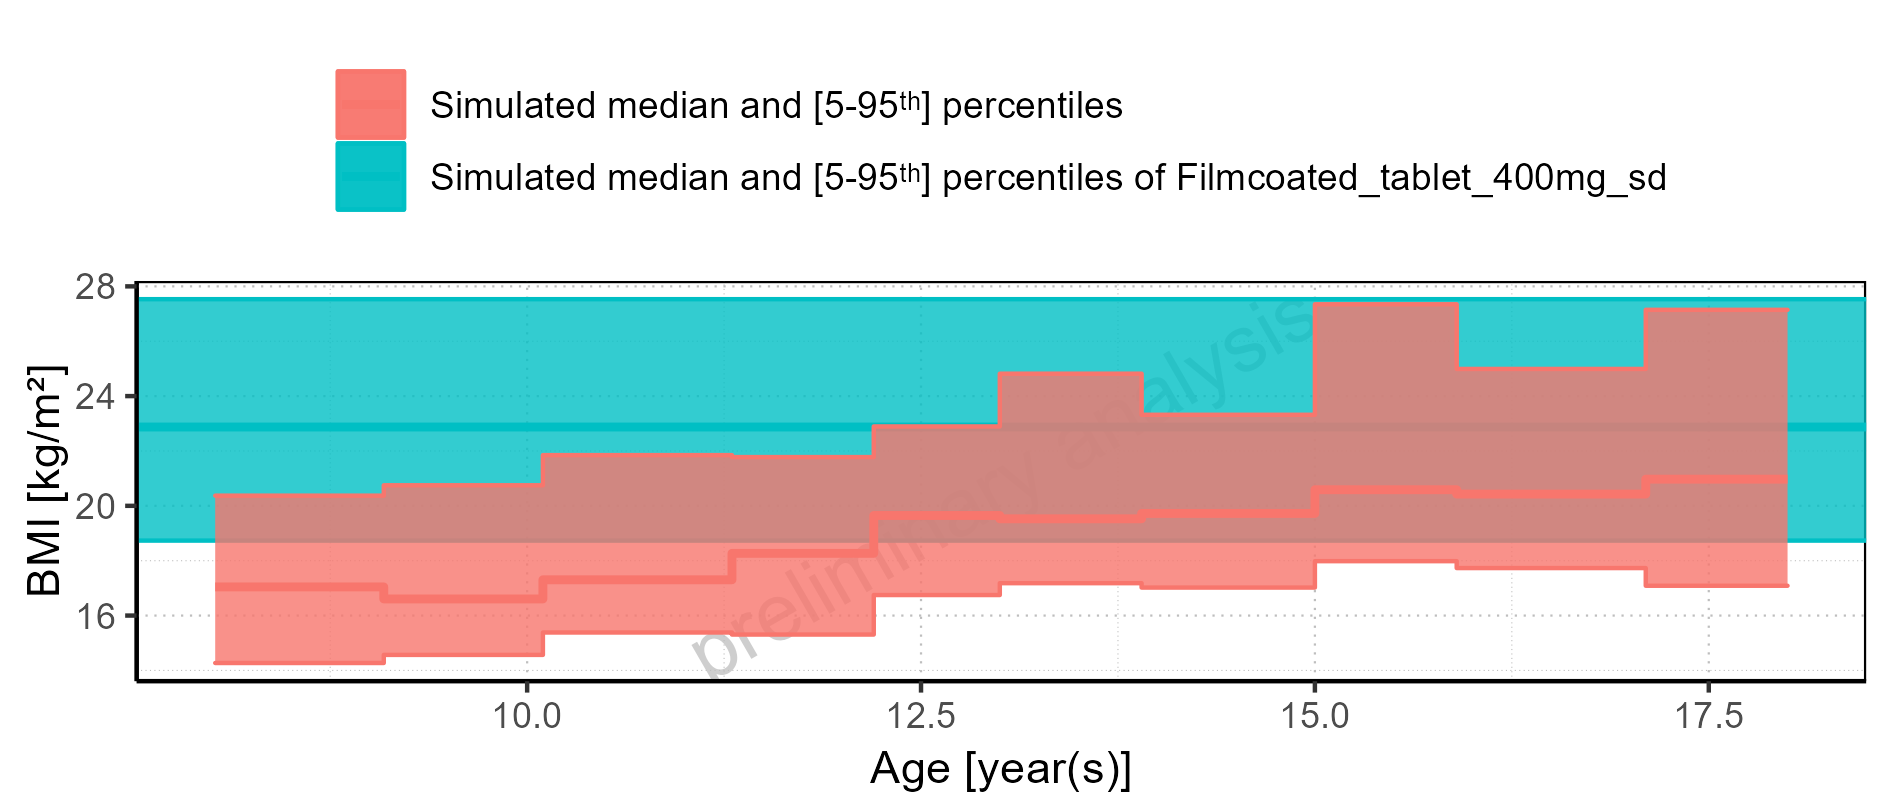 Simulated median and [5-95ᵗʰ] percentiles
Simulated median and [5-95ᵗʰ] percentiles of Filmcoated_tablet_400mg_sd
28
24
20
16
BMI [kg/m²]
preliminary analysis
10.0 12.5 15.0 17.5
Age [year(s)]